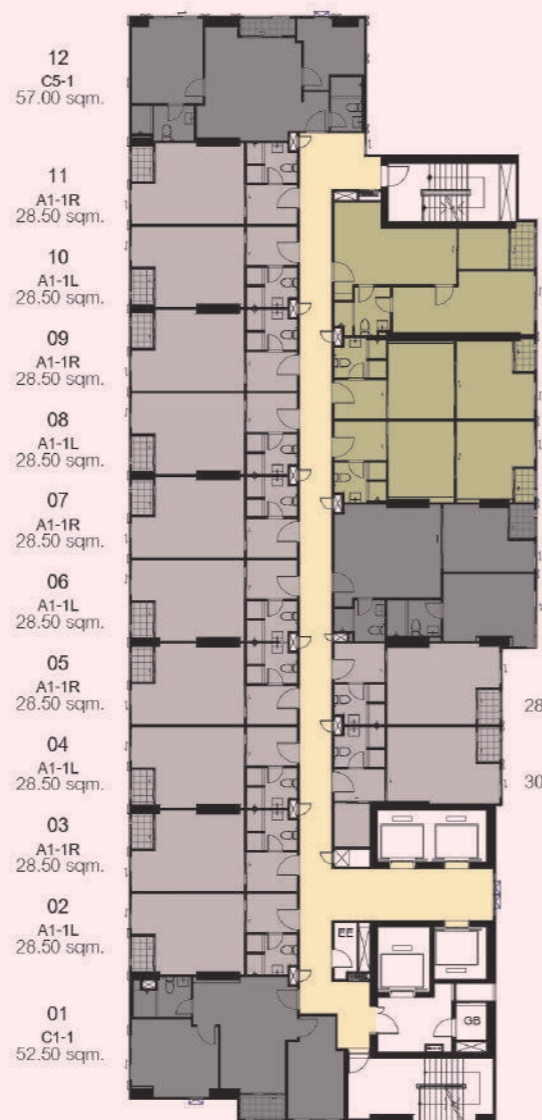 12
C5-1
57.00 sqm.
11
A1-1R
28.50 sqm.
10
A1-1L
28.50 sqm.
09
A1-1R
28.50 sqm.
08
A1-1L
28.50 sqm.
07
A1-1R
28.50 sqm.
06
A1-1L
28.50 sqm.
05
A1-1R
28.50 sqm.
28
04
A1-1L
28.50 sqm.
30
03
A1-1R
28.50 sqm.
02
A1-1L
28.50 sqm.
EE
01
C1-1
52.50 sqm.
GB